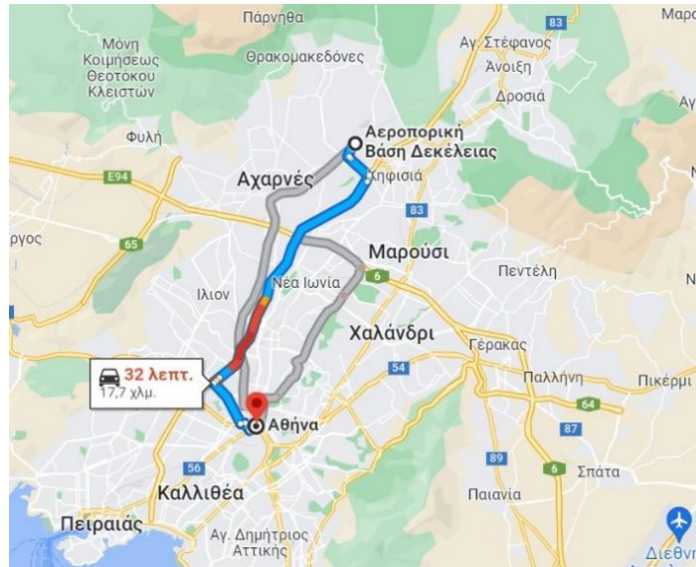 Πάρνηθα
83
Μαρα
Μονή
Κοιμήσεως
Θεοτόκου
Κλειστών
Θρακομακεδόνες
Αγ. Στέφανος
Άνοιξη
Δροσιά
Αγ
Φυλή
Αεροπορική
Βάση Δεκέλειας
Αχαρνές
Κηφισιά
E94
83
65
ργος
Μαρούσι
6
Πεντέλη
Ίλιον
Νέα Ιωνία
Χαλάνδρι
Γέρακας
32 λεπτ.
17,7 χλμ.
54
Παλλήνη
Πικέρμι
64
Αθήνα
87
56
89
6
Σπάτα
Καλλιθέα
Παιανία
Πειραιάς
Αγ. Δημήτριος
Αττικής
Διεθν